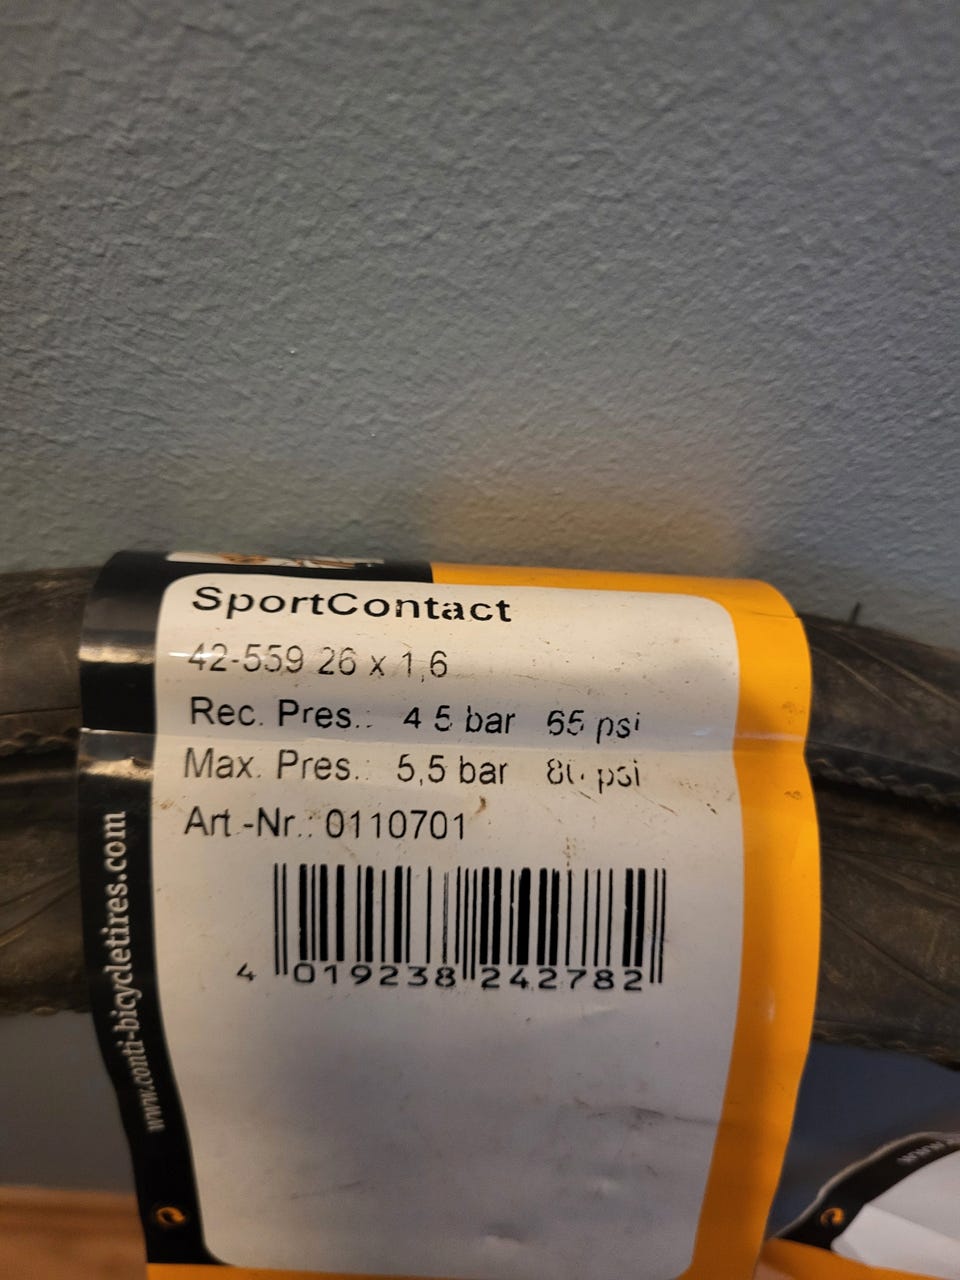 SportContact
42-559 26 x 1,6
Rec. Pres.: 4 5 bar 65 psi
Max. Pres.: 5,5 bar psi
Art.-Nr.: 0110701
4 019238 242782
www.conti-bicycletires.com